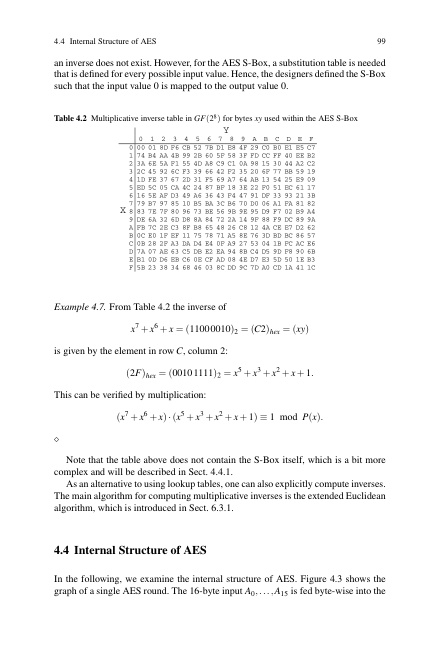 4.4 Internal Structure of AES 99
an inverse does not exist. However, for the AES S-Box, a substitution table is needed
that is defined for every possible input value. Hence, the designers defined the S-Box
such that the input value 0 is mapped to the output value 0.
Table 4.2 Multiplicative inverse table in GF(2⁸) for bytes xy used within the AES S-Box
Y
0 1 2 3 4 5 6 7 8 9 A B C D E F
0 00 01 8D F6 CB 52 7B D1 E8 4F 29 C0 B0 E1 E5 C7
1 74 B4 AA 4B 99 2B 60 5F 58 3F FD CC FF 40 EE B2
2 3A 6E 5A F1 55 4D A8 C9 C1 0A 98 15 30 44 A2 C2
3 2C 45 92 6C F3 39 66 42 F2 35 20 6F 77 BB 59 19
4 1D FE 37 67 2D 31 F5 69 A7 64 AB 13 54 25 E9 09
5 ED 5C 05 CA 4C 24 87 BF 18 3E 22 F0 51 EC 61 17
6 16 5E AF D3 49 A6 36 43 F4 47 91 DF 33 93 21 3B
7 79 B7 97 85 10 B5 BA 3C B6 70 D0 06 A1 FA 81 82
X 8 83 7E 7F 80 96 73 BE 56 9B 9E 95 D9 F7 02 B9 A4
9 DE 6A 32 6D D8 8A 84 72 2A 14 9F 88 F9 DC 89 9A
A FB 7C 2E C3 8F B8 65 48 26 C8 12 4A CE E7 D2 62
B 0C E0 1F EF 11 75 78 71 A5 8E 76 3D BD BC 86 57
C 0B 28 2F A3 DA D4 E4 0F A9 27 53 04 1B FC AC E6
D 7A 07 AE 63 C5 DB E2 EA 94 8B C4 D5 9D F8 90 6B
E B1 0D D6 EB C6 0E CF AD 08 4E D7 E3 5D 50 1E B3
F 5B 23 38 34 68 46 03 8C DD 9C 7D A0 CD 1A 41 1C
Example 4.7. From Table 4.2 the inverse of
x⁷ + x⁶ + x = (11000010)₂ = (C2)hex = (xy)
is given by the element in row C, column 2:
(2F)hex = (00101111)₂ = x⁵ + x³ + x² + x + 1.
This can be verified by multiplication:
(x⁷ + x⁶ + x) · (x⁵ + x³ + x² + x + 1) ≡ 1 mod P(x).
⋄
Note that the table above does not contain the S-Box itself, which is a bit more
complex and will be described in Sect. 4.4.1.
As an alternative to using lookup tables, one can also explicitly compute inverses.
The main algorithm for computing multiplicative inverses is the extended Euclidean
algorithm, which is introduced in Sect. 6.3.1.
4.4 Internal Structure of AES
In the following, we examine the internal structure of AES. Figure 4.3 shows the
graph of a single AES round. The 16-byte input A₀,...,A₁₅ is fed byte-wise into the